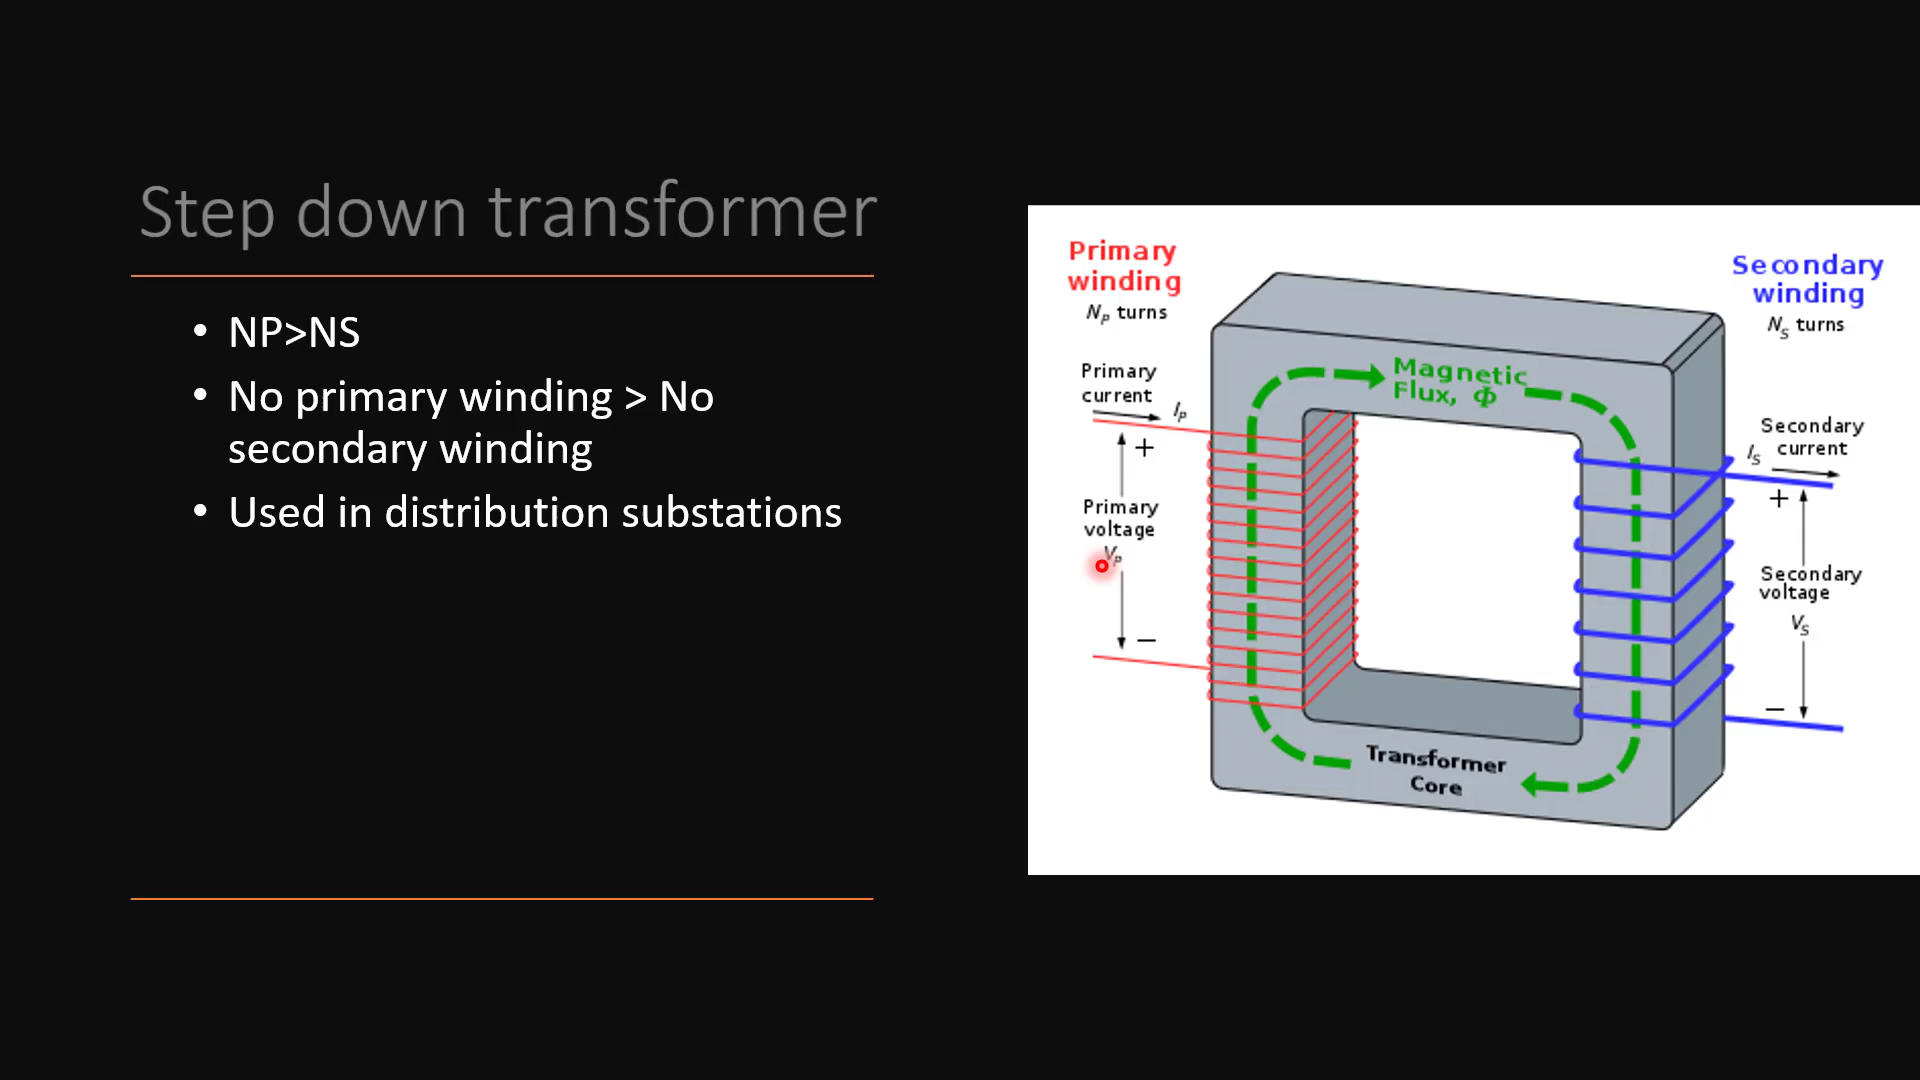 Step down transformer
• NP>NS
• No primary winding > No
secondary winding
• Used in distribution substations
Primary
winding
NP turns
Primary
current
IP
+
Primary
voltage
VP
−
Magnetic
Flux, Φ
Transformer
Core
Secondary
winding
NS turns
Secondary
current
IS
+
Secondary
voltage
VS
−